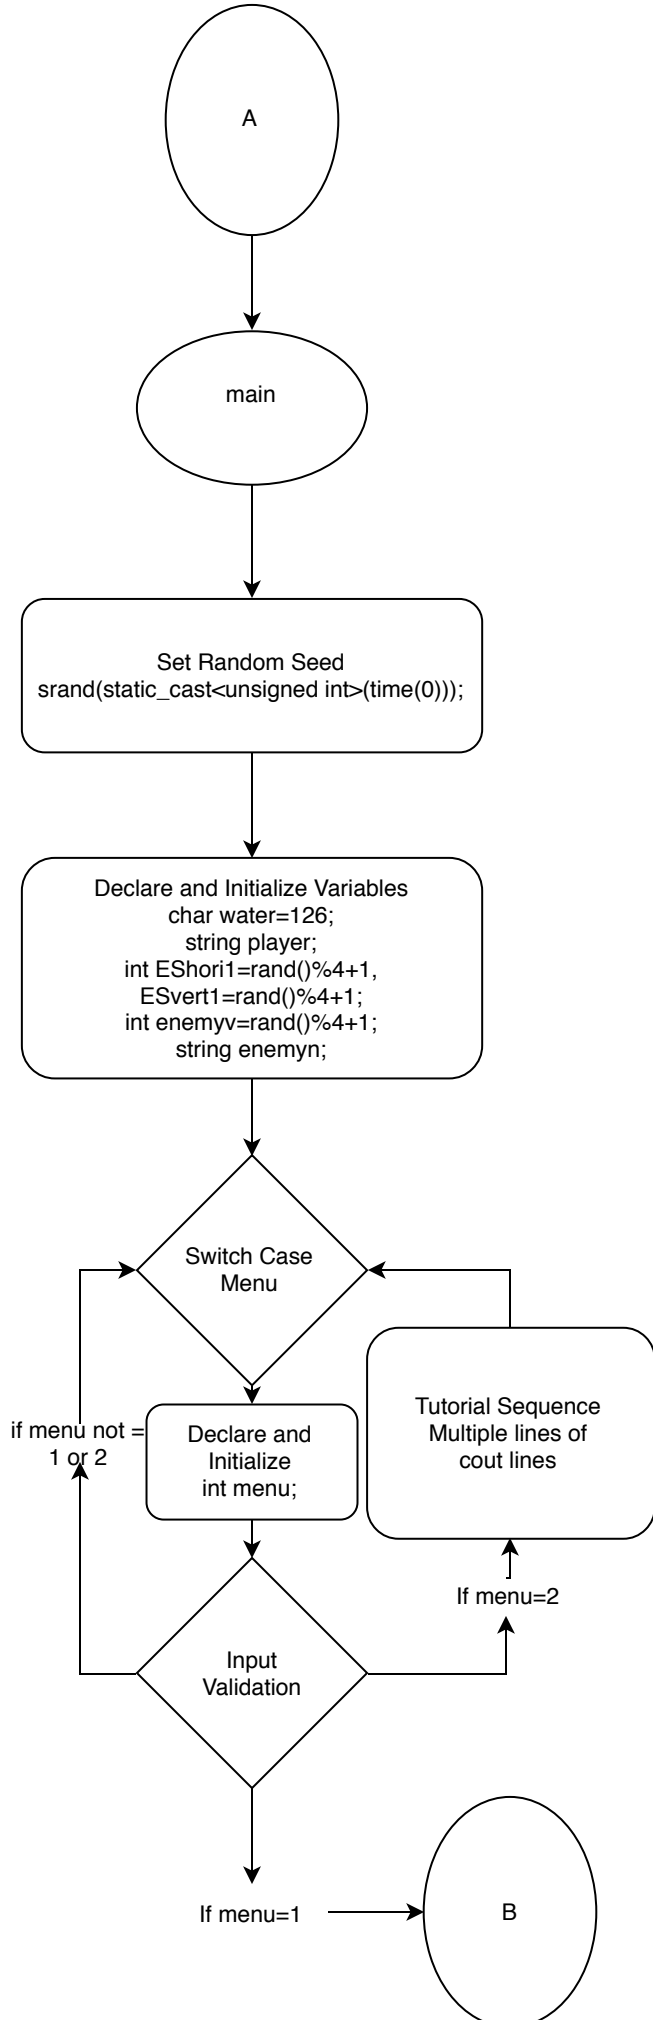 A
main
Set Random Seed
srand(static_cast<unsigned int>(time(0)));
Declare and Initialize Variables
char water=126;
string player;
int EShori1=rand()%4+1,
ESvert1=rand()%4+1;
int enemyv=rand()%4+1;
string enemyn;
Switch Case
Menu
if menu not =
1 or 2
Declare and
Initialize
int menu;
Tutorial Sequence
Multiple lines of
cout lines
If menu=2
Input
Validation
If menu=1
B